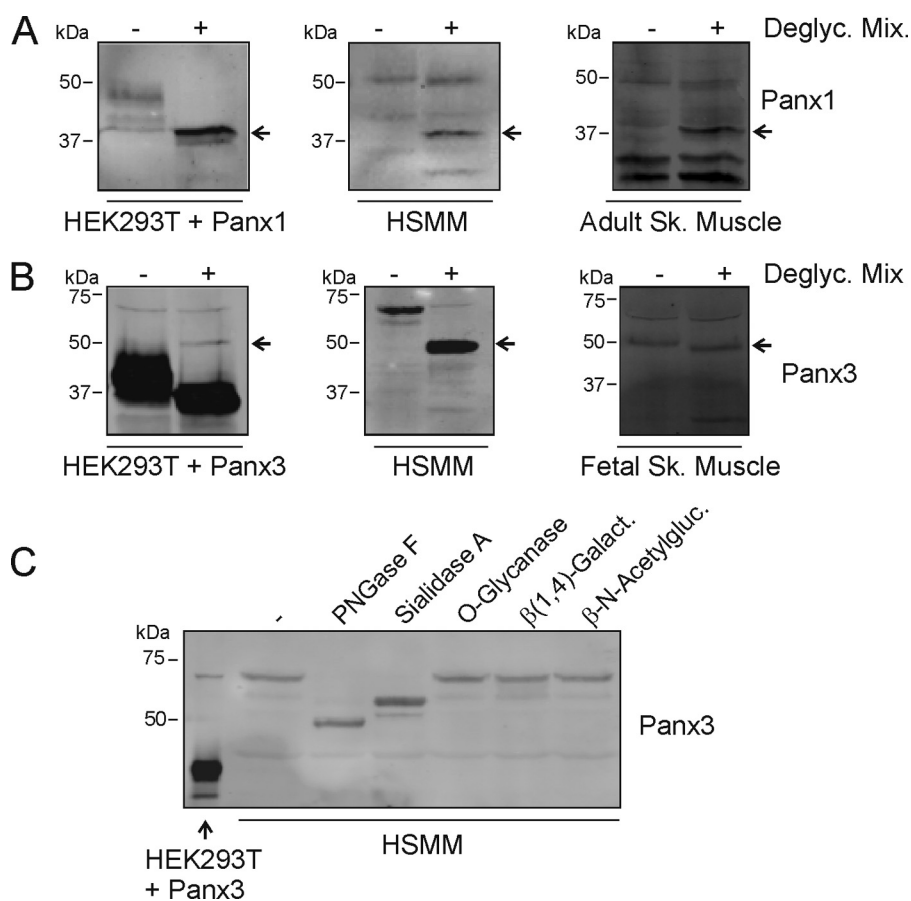 A
kDa - + kDa - + kDa - + Deglyc. Mix.
50
37
50
37
50
37
Panx1
HEK293T + Panx1 HSMM Adult Sk. Muscle
B
kDa - + kDa - + kDa - + Deglyc. Mix
75
50
37
75
50
37
75
50
37
Panx3
HEK293T + Panx3 HSMM Fetal Sk. Muscle
C
- PNGase F Sialidase A O-Glycanase β(1,4)-Galact. β-N-Acetylgluc.
kDa
75
50
Panx3
HSMM
HEK293T
+ Panx3